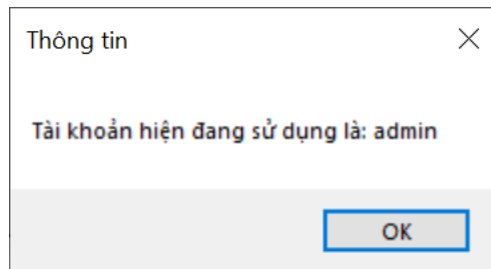 Thông tin
Tài khoản hiện đang sử dụng là: admin
OK